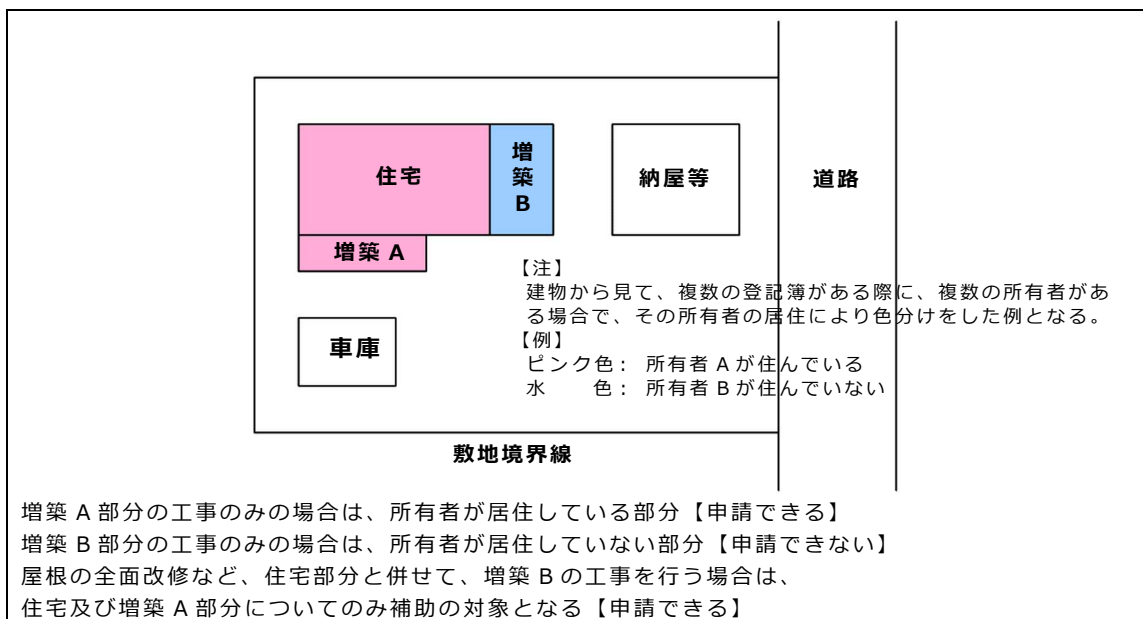 住宅
増築B
納屋等
道路
増築 A
【注】
建物から見て、複数の登記簿がある際に、複数の所有者があ
る場合で、その所有者の居住により色分けをした例となる。
【例】
ピンク色： 所有者 A が住んでいる
水　　色： 所有者 B が住んでいない
車庫
敷地境界線
増築 A 部分の工事のみの場合は、所有者が居住している部分【申請できる】
増築 B 部分の工事のみの場合は、所有者が居住していない部分【申請できない】
屋根の全面改修など、住宅部分と併せて、増築 B の工事を行う場合は、
住宅及び増築 A 部分についてのみ補助の対象となる【申請できる】